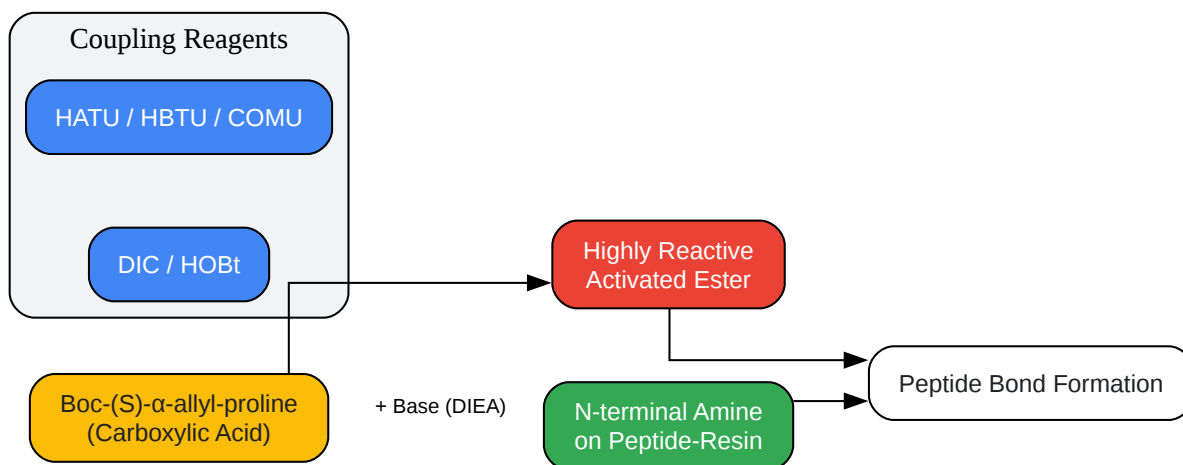 Coupling Reagents
HATU / HBTU / COMU
DIC / HOBt
Highly Reactive
Activated Ester
Boc-(S)-α-allyl-proline
(Carboxylic Acid)
+ Base (DIEA)
N-terminal Amine
on Peptide-Resin
Peptide Bond Formation